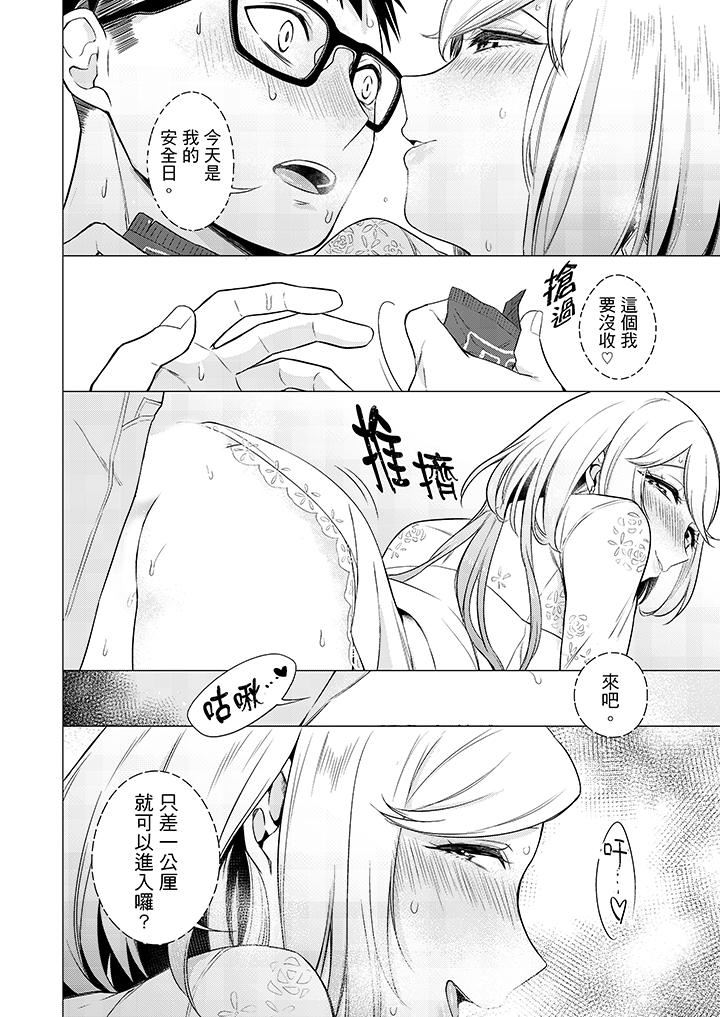 今天是
我的
安全日。
這個我
要沒收♡
搶過
推擠
來吧。
咕啾…♥
吁…♡
只差一公厘
就可以進入囉？